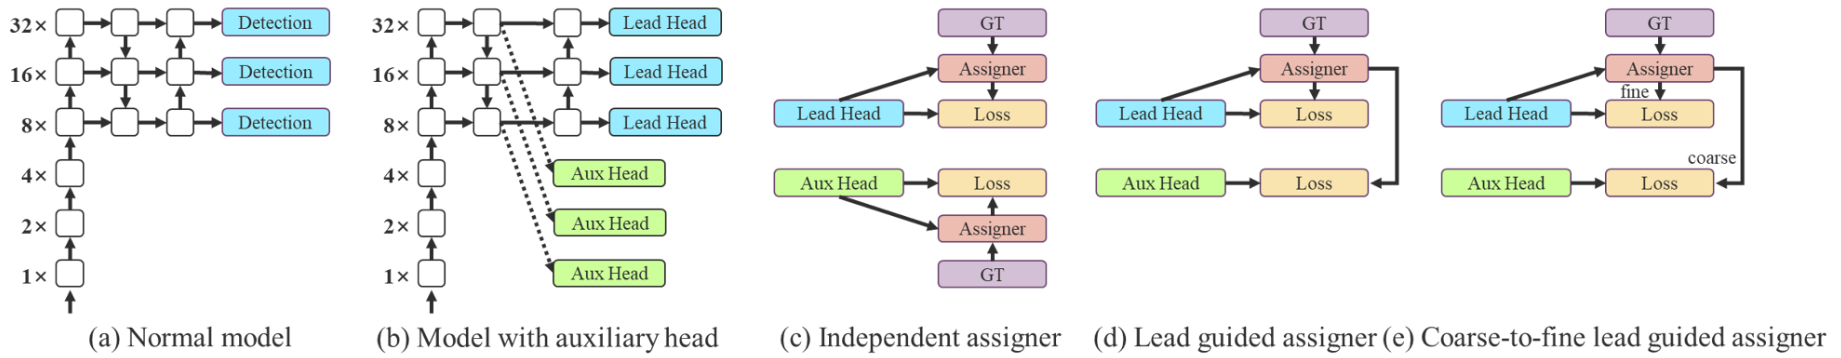 32×
Detection
16×
Detection
8×
Detection
4×
2×
1×
(a) Normal model
32×
Lead Head
16×
Lead Head
8×
Lead Head
4×
Aux Head
2×
Aux Head
1×
Aux Head
(b) Model with auxiliary head
GT
Assigner
Lead Head
Loss
Aux Head
Loss
Assigner
GT
(c) Independent assigner
GT
Assigner
Lead Head
Loss
Aux Head
Loss
(d) Lead guided assigner
GT
Assigner
fine
Lead Head
Loss
coarse
Aux Head
Loss
(e) Coarse-to-fine lead guided assigner